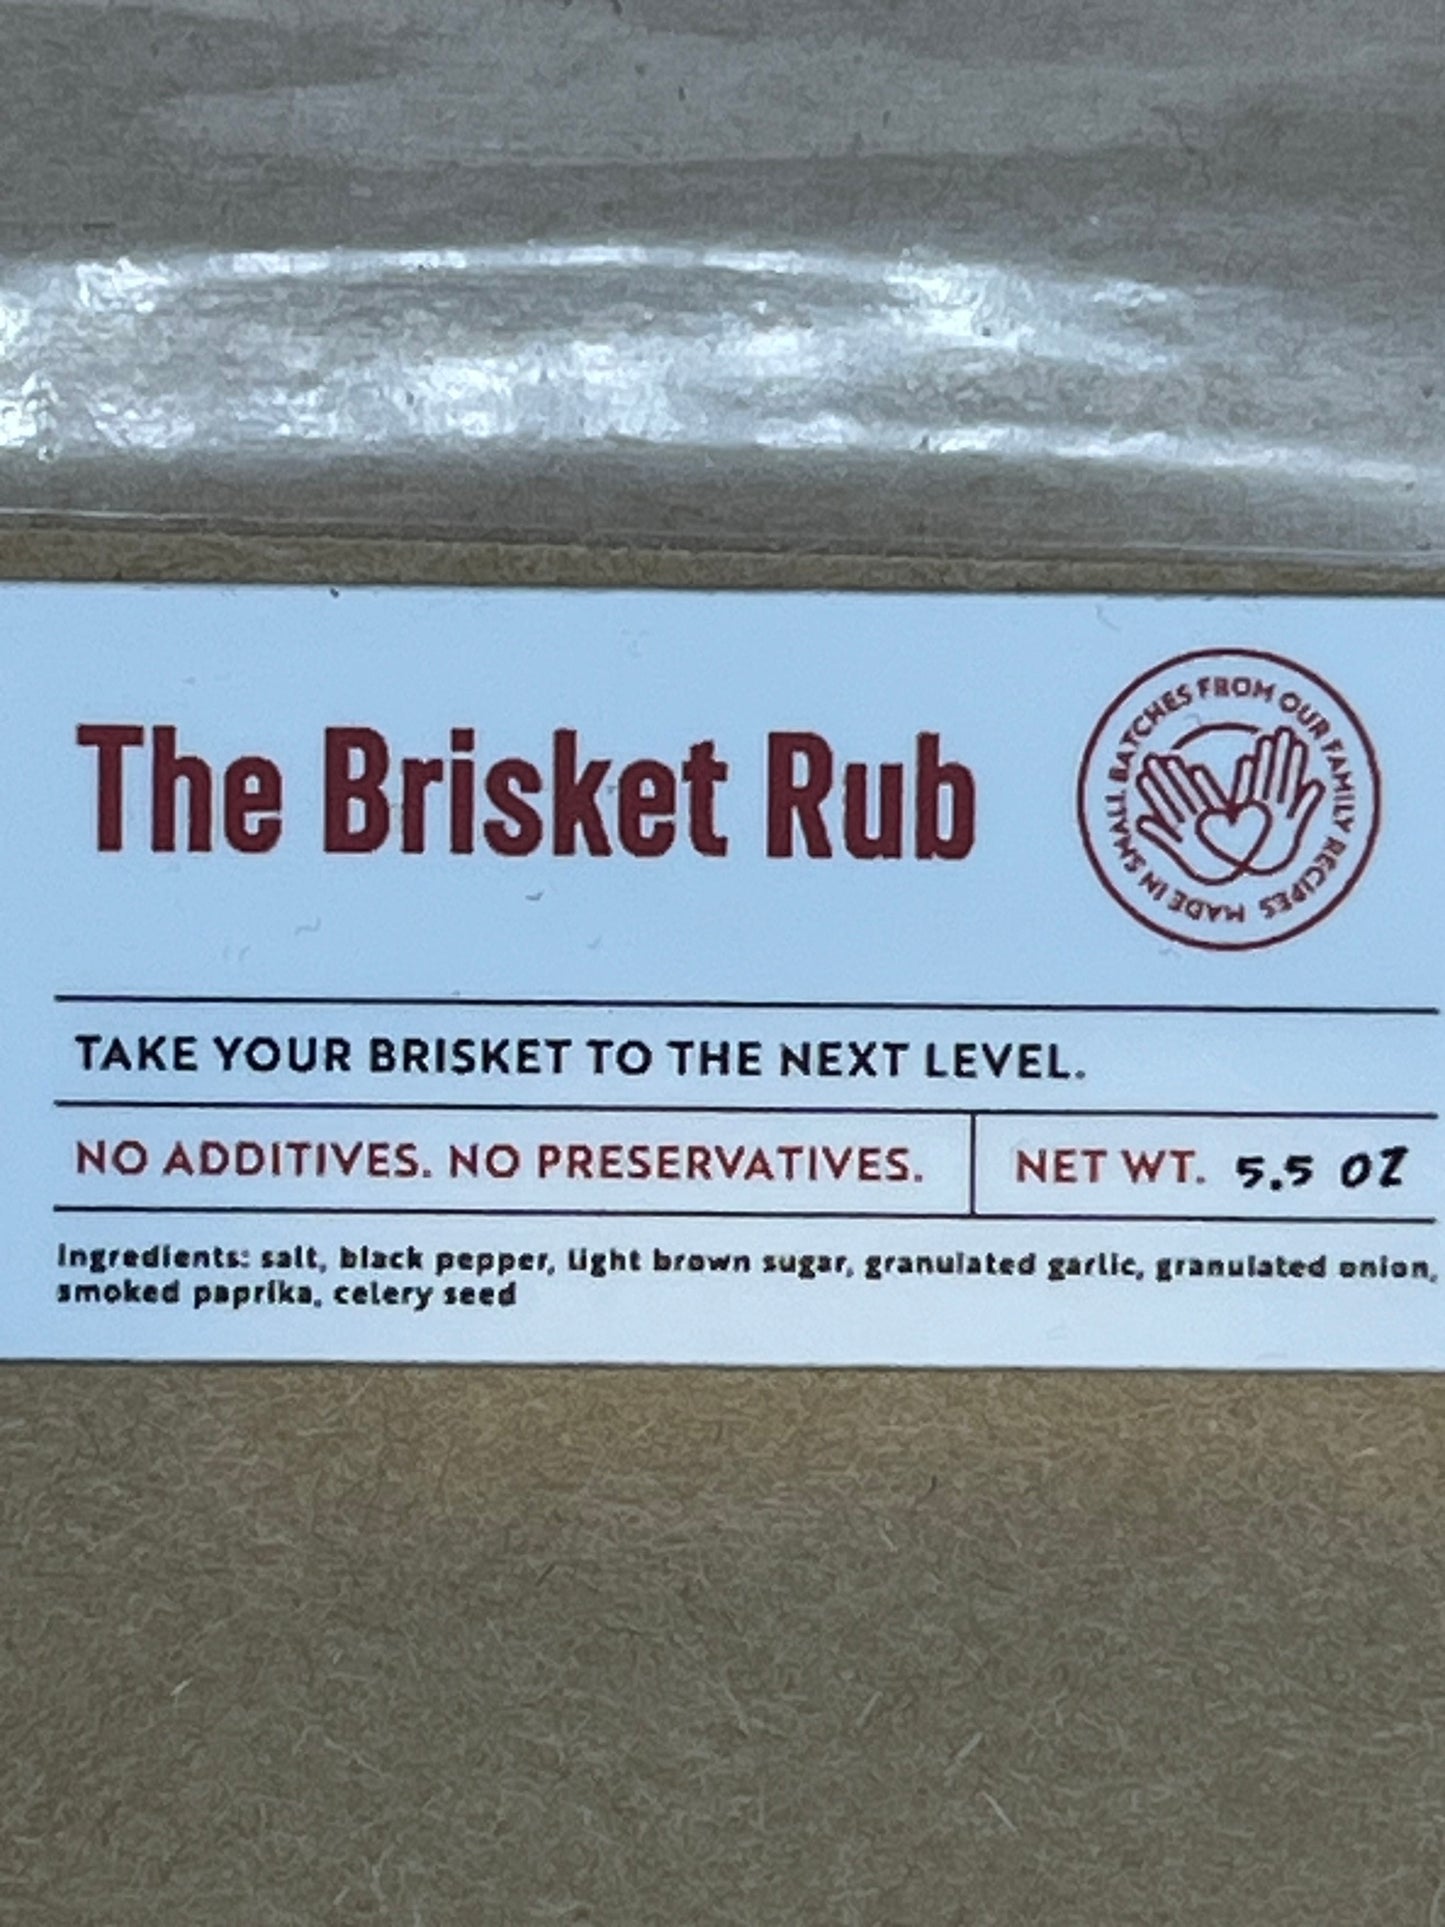 The Brisket Rub
MADE IN SMALL BATCHES FROM OUR FAMILY RECIPES
TAKE YOUR BRISKET TO THE NEXT LEVEL.
NO ADDITIVES. NO PRESERVATIVES.
NET WT. 5.5 OZ
Ingredients: salt, black pepper, light brown sugar, granulated garlic, granulated onion,
smoked paprika, celery seed